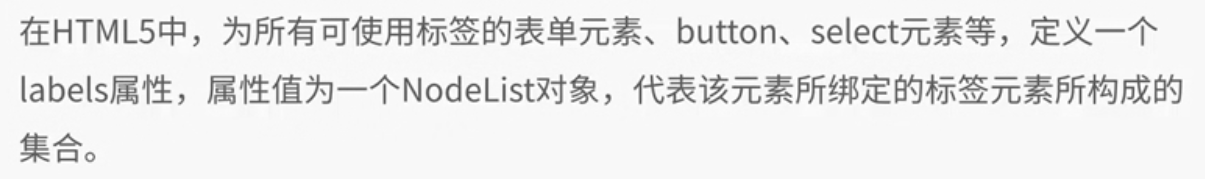 在HTML5中，为所有可使用标签的表单元素、button、select元素等，定义一个
labels属性，属性值为一个NodeList对象，代表该元素所绑定的标签元素所构成的
集合。